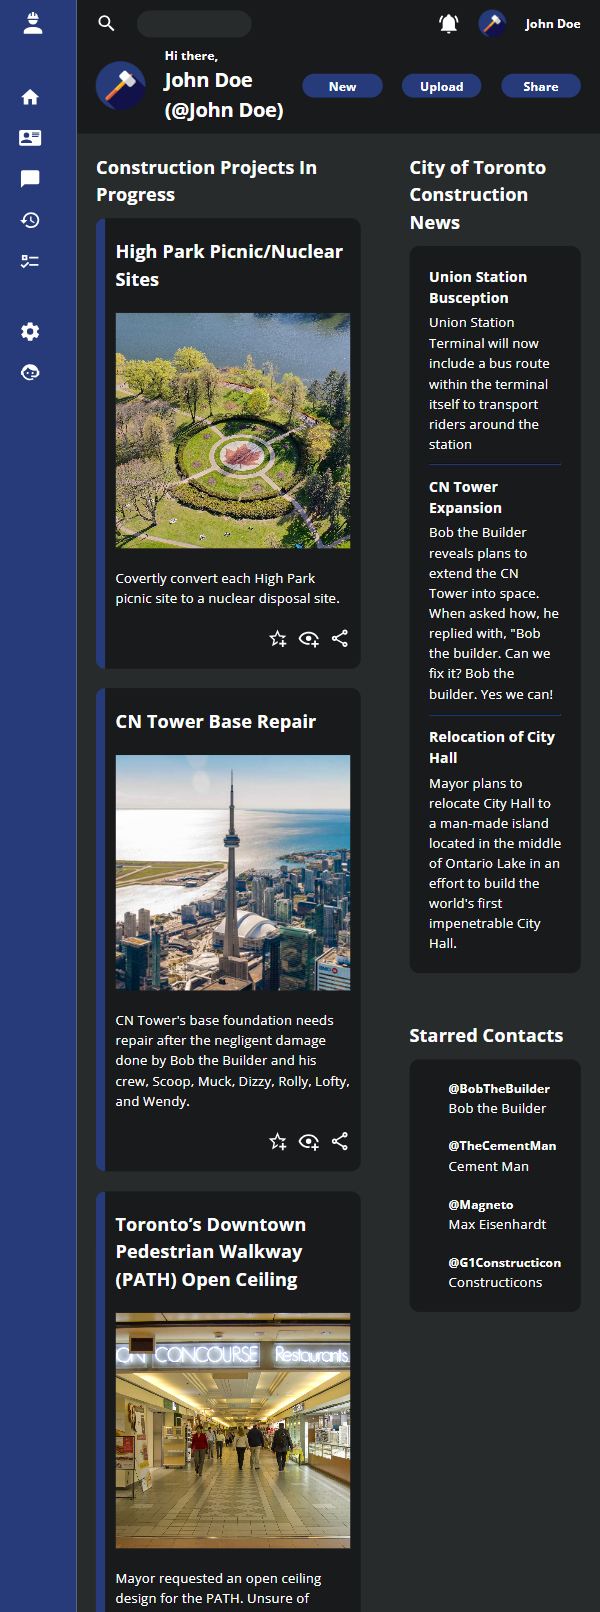 John Doe
Hi there,
John Doe
(@John Doe)
New
Upload
Share
Construction Projects In
Progress
High Park Picnic/Nuclear
Sites
Covertly convert each High Park
picnic site to a nuclear disposal site.
CN Tower Base Repair
CN Tower's base foundation needs
repair after the negligent damage
done by Bob the Builder and his
crew, Scoop, Muck, Dizzy, Rolly, Lofty,
and Wendy.
Toronto’s Downtown
Pedestrian Walkway
(PATH) Open Ceiling
ON CONCOURSE Restaurants
Mayor requested an open ceiling
design for the PATH. Unsure of
City of Toronto
Construction
News
Union Station
Busception
Union Station
Terminal will now
include a bus route
within the terminal
itself to transport
riders around the
station
CN Tower
Expansion
Bob the Builder
reveals plans to
extend the CN
Tower into space.
When asked how, he
replied with, "Bob
the builder. Can we
fix it? Bob the
builder. Yes we can!
Relocation of City
Hall
Mayor plans to
relocate City Hall to
a man-made island
located in the middle
of Ontario Lake in an
effort to build the
world's first
impenetrable City
Hall.
Starred Contacts
@BobTheBuilder
Bob the Builder
@TheCementMan
Cement Man
@Magneto
Max Eisenhardt
@G1Constructicon
Constructicons